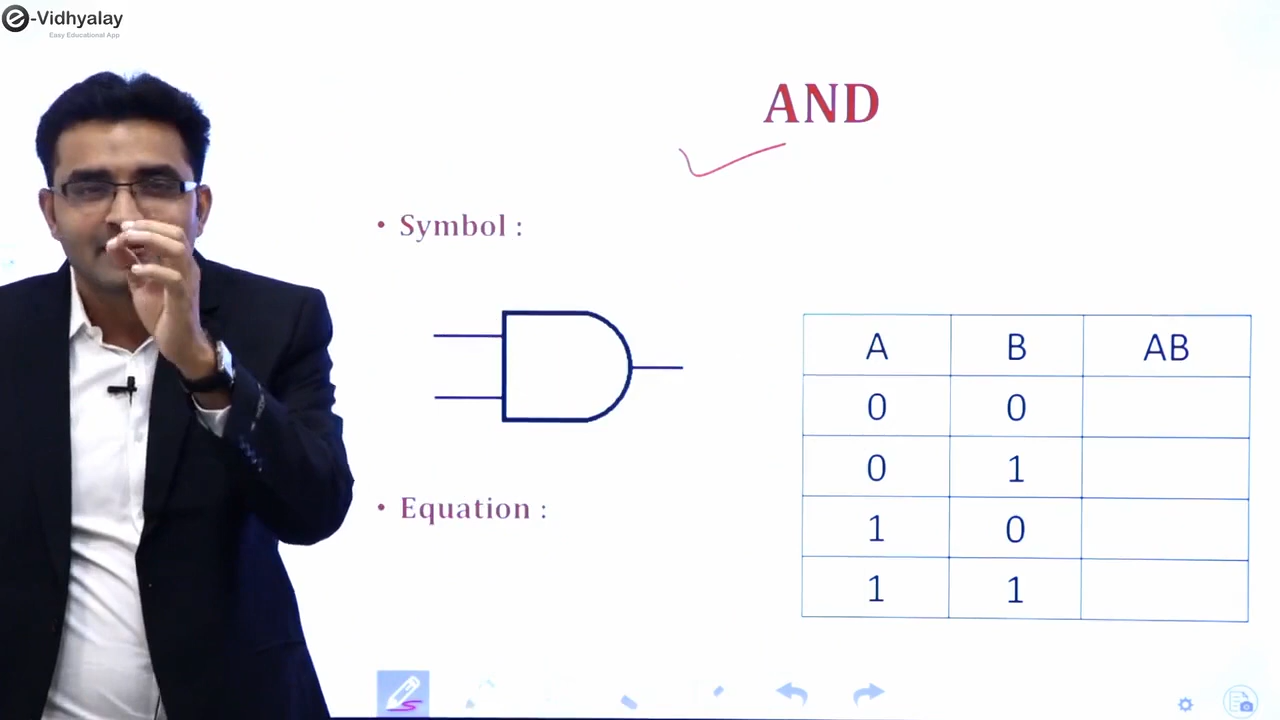 e-Vidhyalay
Easy Educational App
AND
• Symbol :
A B AB
0 0
0 1
1 0
1 1
• Equation :